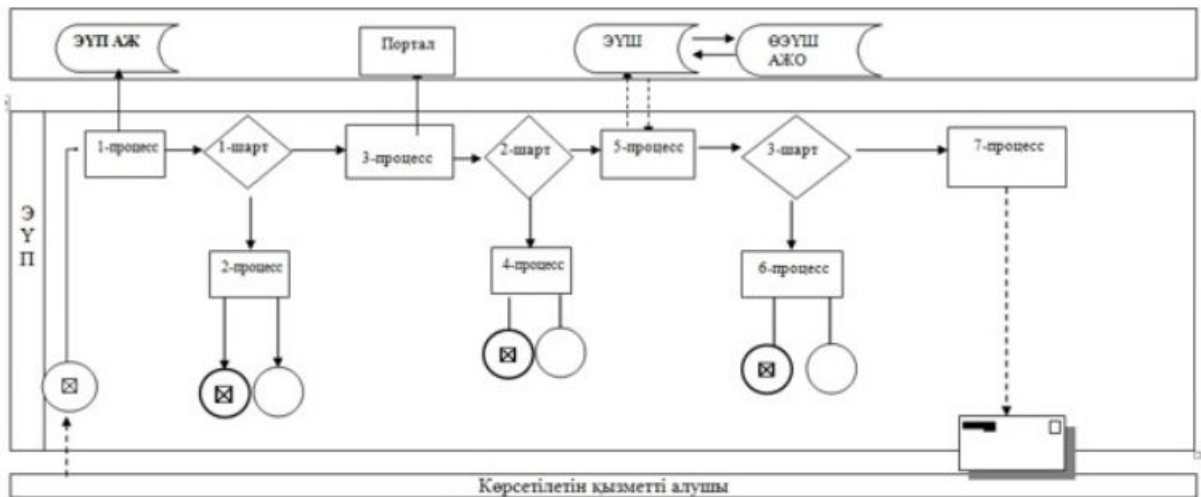 ЭҮП АЖ
Портал
ЭҮШ
ӨЭҮШ
АЖО
1-процесс
1-шарт
3-процесс
2-шарт
5-процесс
3-шарт
7-процесс
Э
Ү
П
2-процесс
4-процесс
6-процесс
Көрсетілетін қызметті алушы